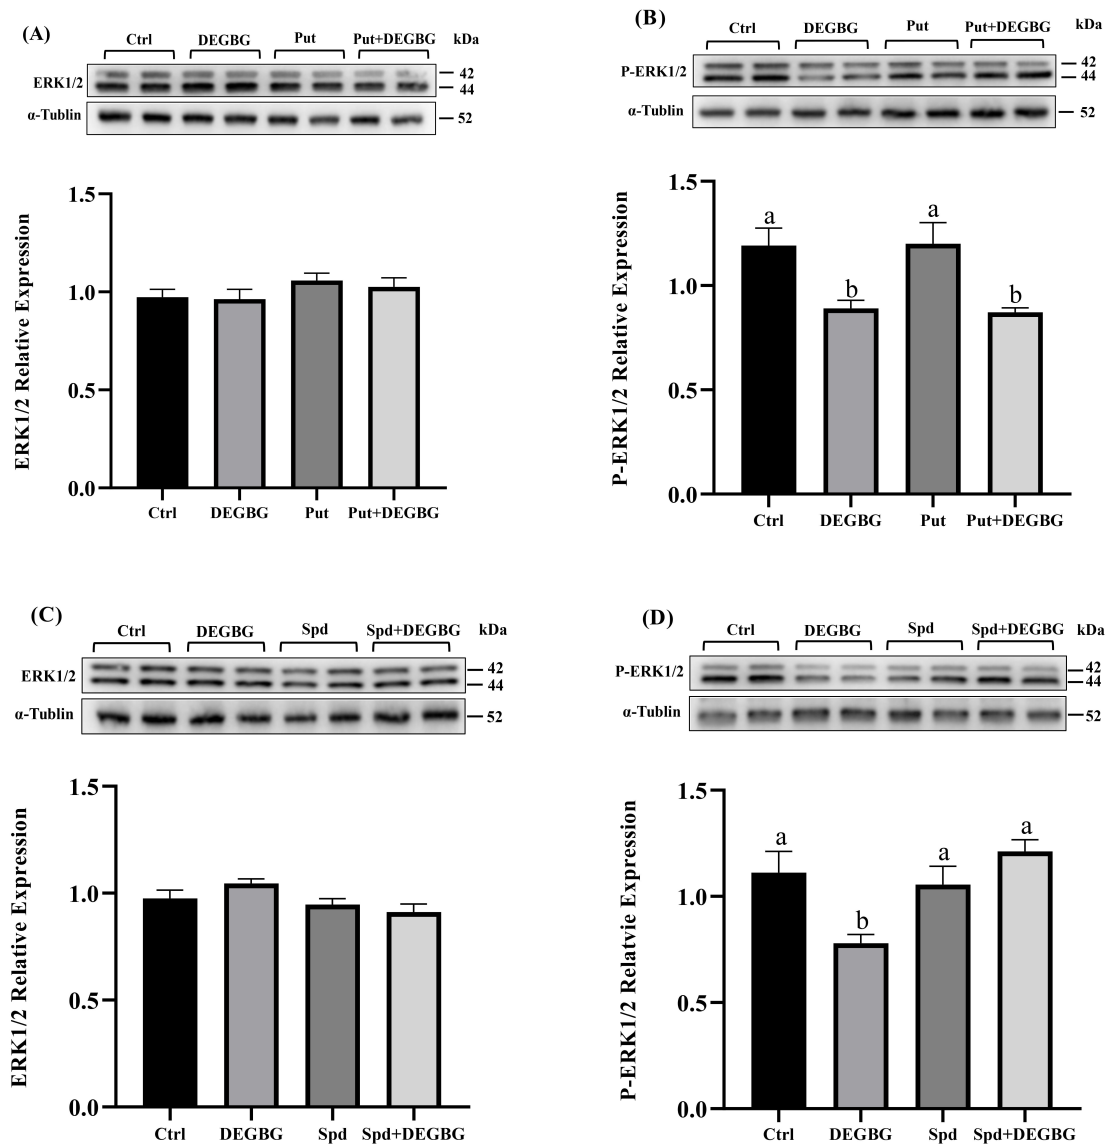 (A)
Ctrl DEGBG Put Put+DEGBG kDa
ERK1/2
42
44
α-Tublin
52
ERK1/2 Relative Expression
1.5
1.0
0.5
0.0
Ctrl DEGBG Put Put+DEGBG
(B)
Ctrl DEGBG Put Put+DEGBG kDa
P-ERK1/2
42
44
α-Tublin
52
P-ERK1/2 Relative Expression
1.5
1.0
0.5
0.0
a b a b
Ctrl DEGBG Put Put+DEGBG
(C)
Ctrl DEGBG Spd Spd+DEGBG kDa
ERK1/2
42
44
α-Tublin
52
ERK1/2 Relative Expression
1.5
1.0
0.5
0.0
Ctrl DEGBG Spd Spd+DEGBG
(D)
Ctrl DEGBG Spd Spd+DEGBG kDa
P-ERK1/2
42
44
α-Tublin
52
P-ERK1/2 Relatvie Expression
1.5
1.0
0.5
0.0
a b a a
Ctrl DEGBG Spd Spd+DEGBG